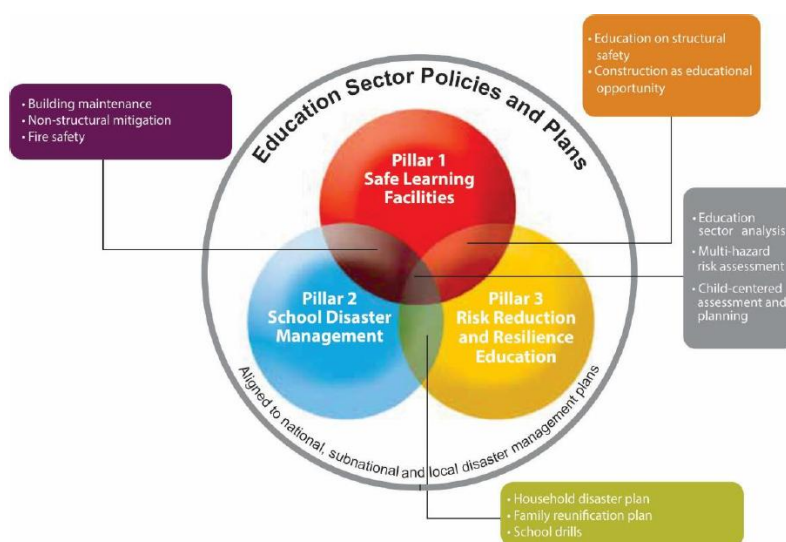 Education Sector Policies and Plans
• Building maintenance
• Non-structural mitigation
• Fire safety
• Education on structural
safety
• Construction as educational
opportunity
Pillar 1
Safe Learning
Facilities
Pillar 2
School Disaster
Management
Pillar 3
Risk Reduction
and Resilience
Education
• Education
sector analysis
• Multi-hazard
risk assessment
• Child-centered
assessment and
planning
Aligned to national, subnational and local disaster management plans
• Household disaster plan
• Family reunification plan
• School drills